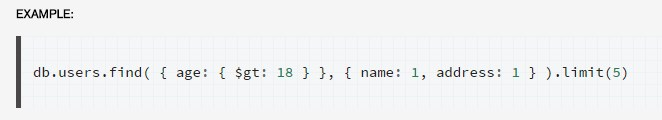 EXAMPLE:
db.users.find( { age: { $gt: 18 } }, { name: 1, address: 1 } ).limit(5)